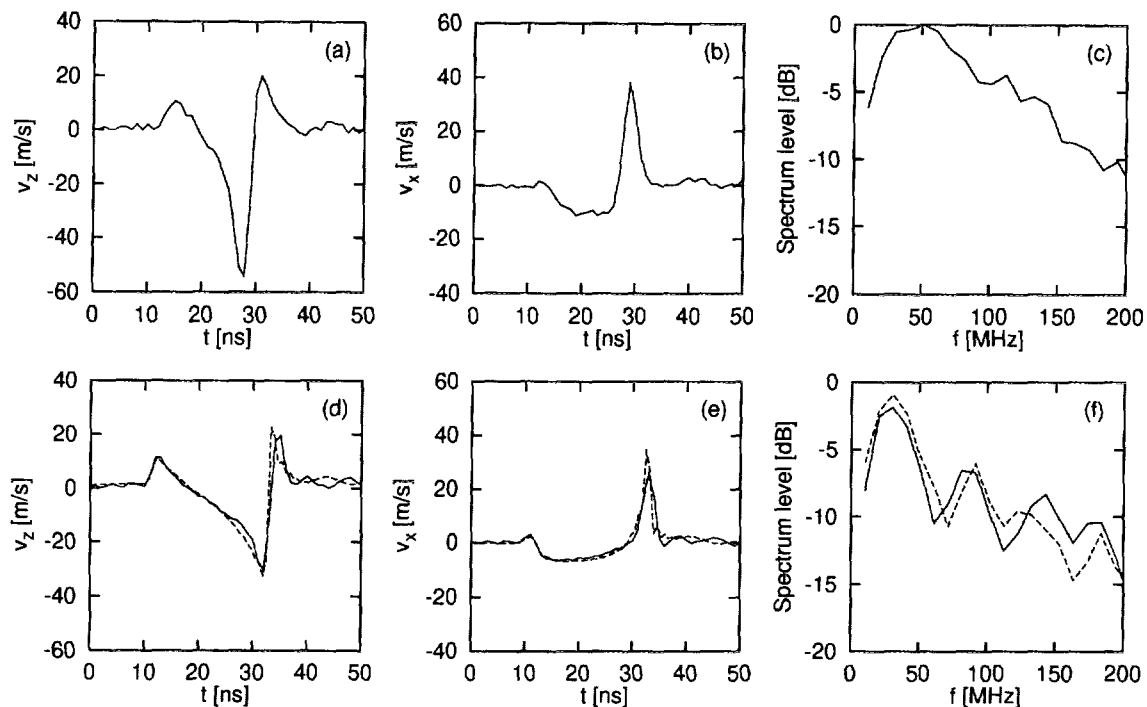 40
20
0
-20
-40
-60
v_z [m/s]
(a)
0 10 20 30 40 50
t [ns]
60
40
20
0
-20
-40
v_x [m/s]
(b)
0 10 20 30 40 50
t [ns]
0
-5
-10
-15
-20
Spectrum level [dB]
(c)
0 50 100 150 200
f [MHz]
40
20
0
-20
-40
-60
v_z [m/s]
(d)
0 10 20 30 40 50
t [ns]
60
40
20
0
-20
-40
v_x [m/s]
(e)
0 10 20 30 40 50
t [ns]
0
-5
-10
-15
-20
Spectrum level [dB]
(f)
0 50 100 150 200
f [MHz]